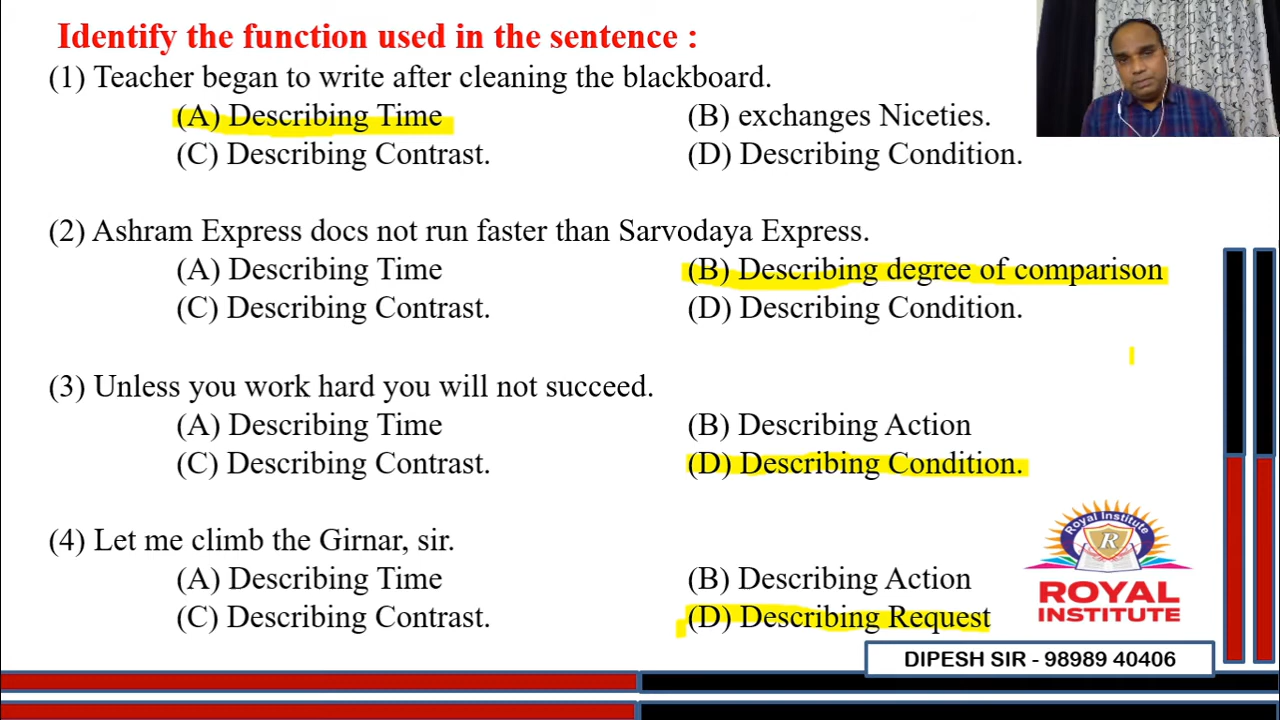 Identify the function used in the sentence :
(1) Teacher began to write after cleaning the blackboard.
(A) Describing Time (B) exchanges Niceties.
(C) Describing Contrast. (D) Describing Condition.
(2) Ashram Express docs not run faster than Sarvodaya Express.
(A) Describing Time (B) Describing degree of comparison
(C) Describing Contrast. (D) Describing Condition.
(3) Unless you work hard you will not succeed.
(A) Describing Time (B) Describing Action
(C) Describing Contrast. (D) Describing Condition.
(4) Let me climb the Girnar, sir.
(A) Describing Time (B) Describing Action
(C) Describing Contrast. (D) Describing Request
Royal Institute
R
ROYAL
INSTITUTE
DIPESH SIR - 98989 40406